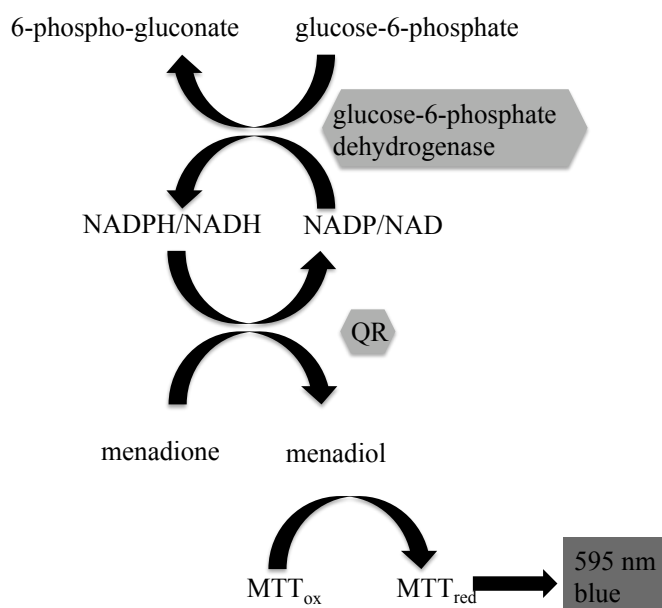 6-phospho-gluconate glucose-6-phosphate
glucose-6-phosphate
dehydrogenase
NADPH/NADH NADP/NAD
QR
menadione menadiol
MTTox MTTred
595 nm
blue